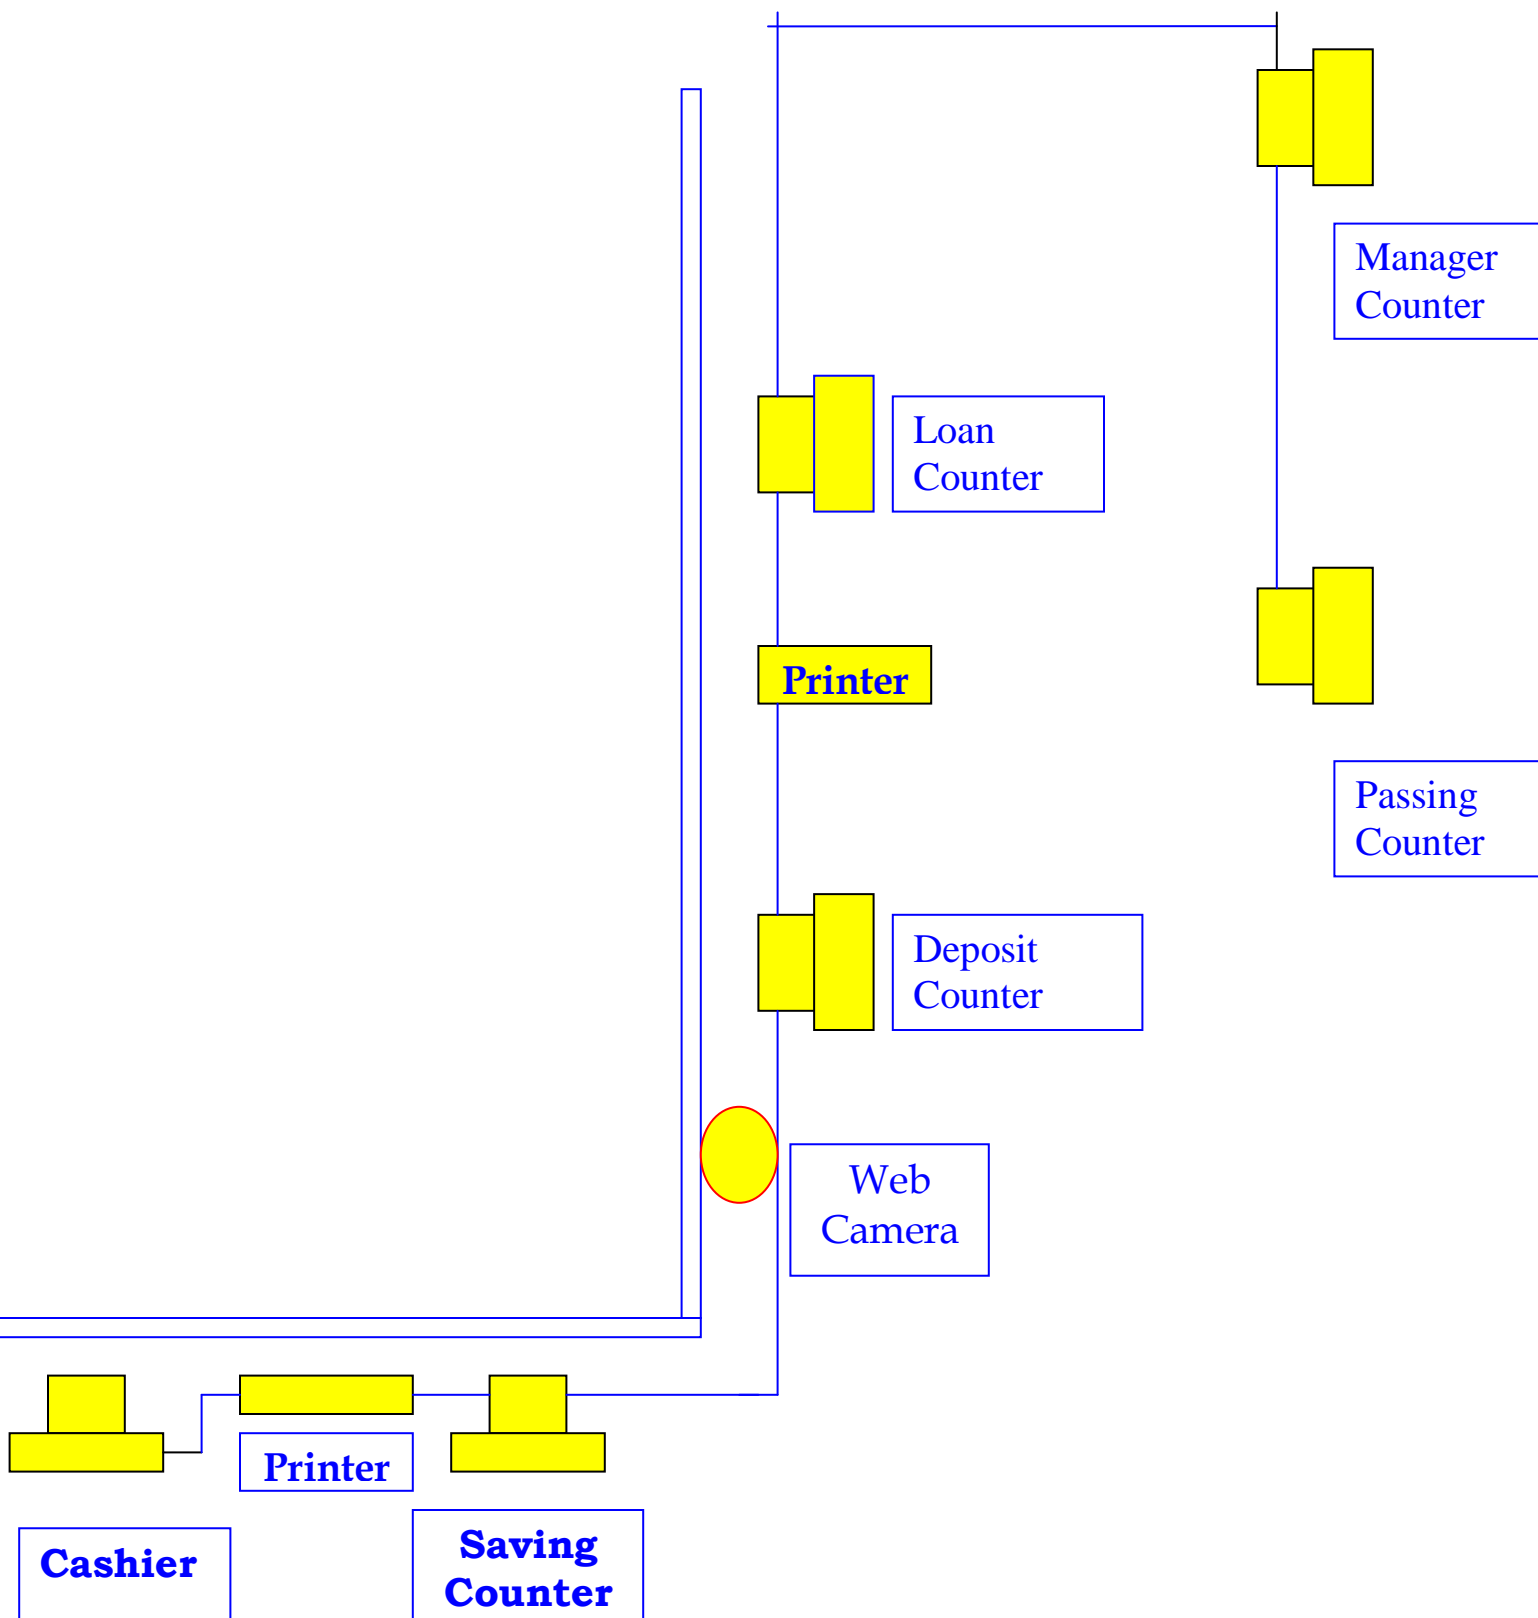 Manager
Counter
Loan
Counter
Printer
Passing
Counter
Deposit
Counter
Web
Camera
Printer
Cashier
Saving
Counter